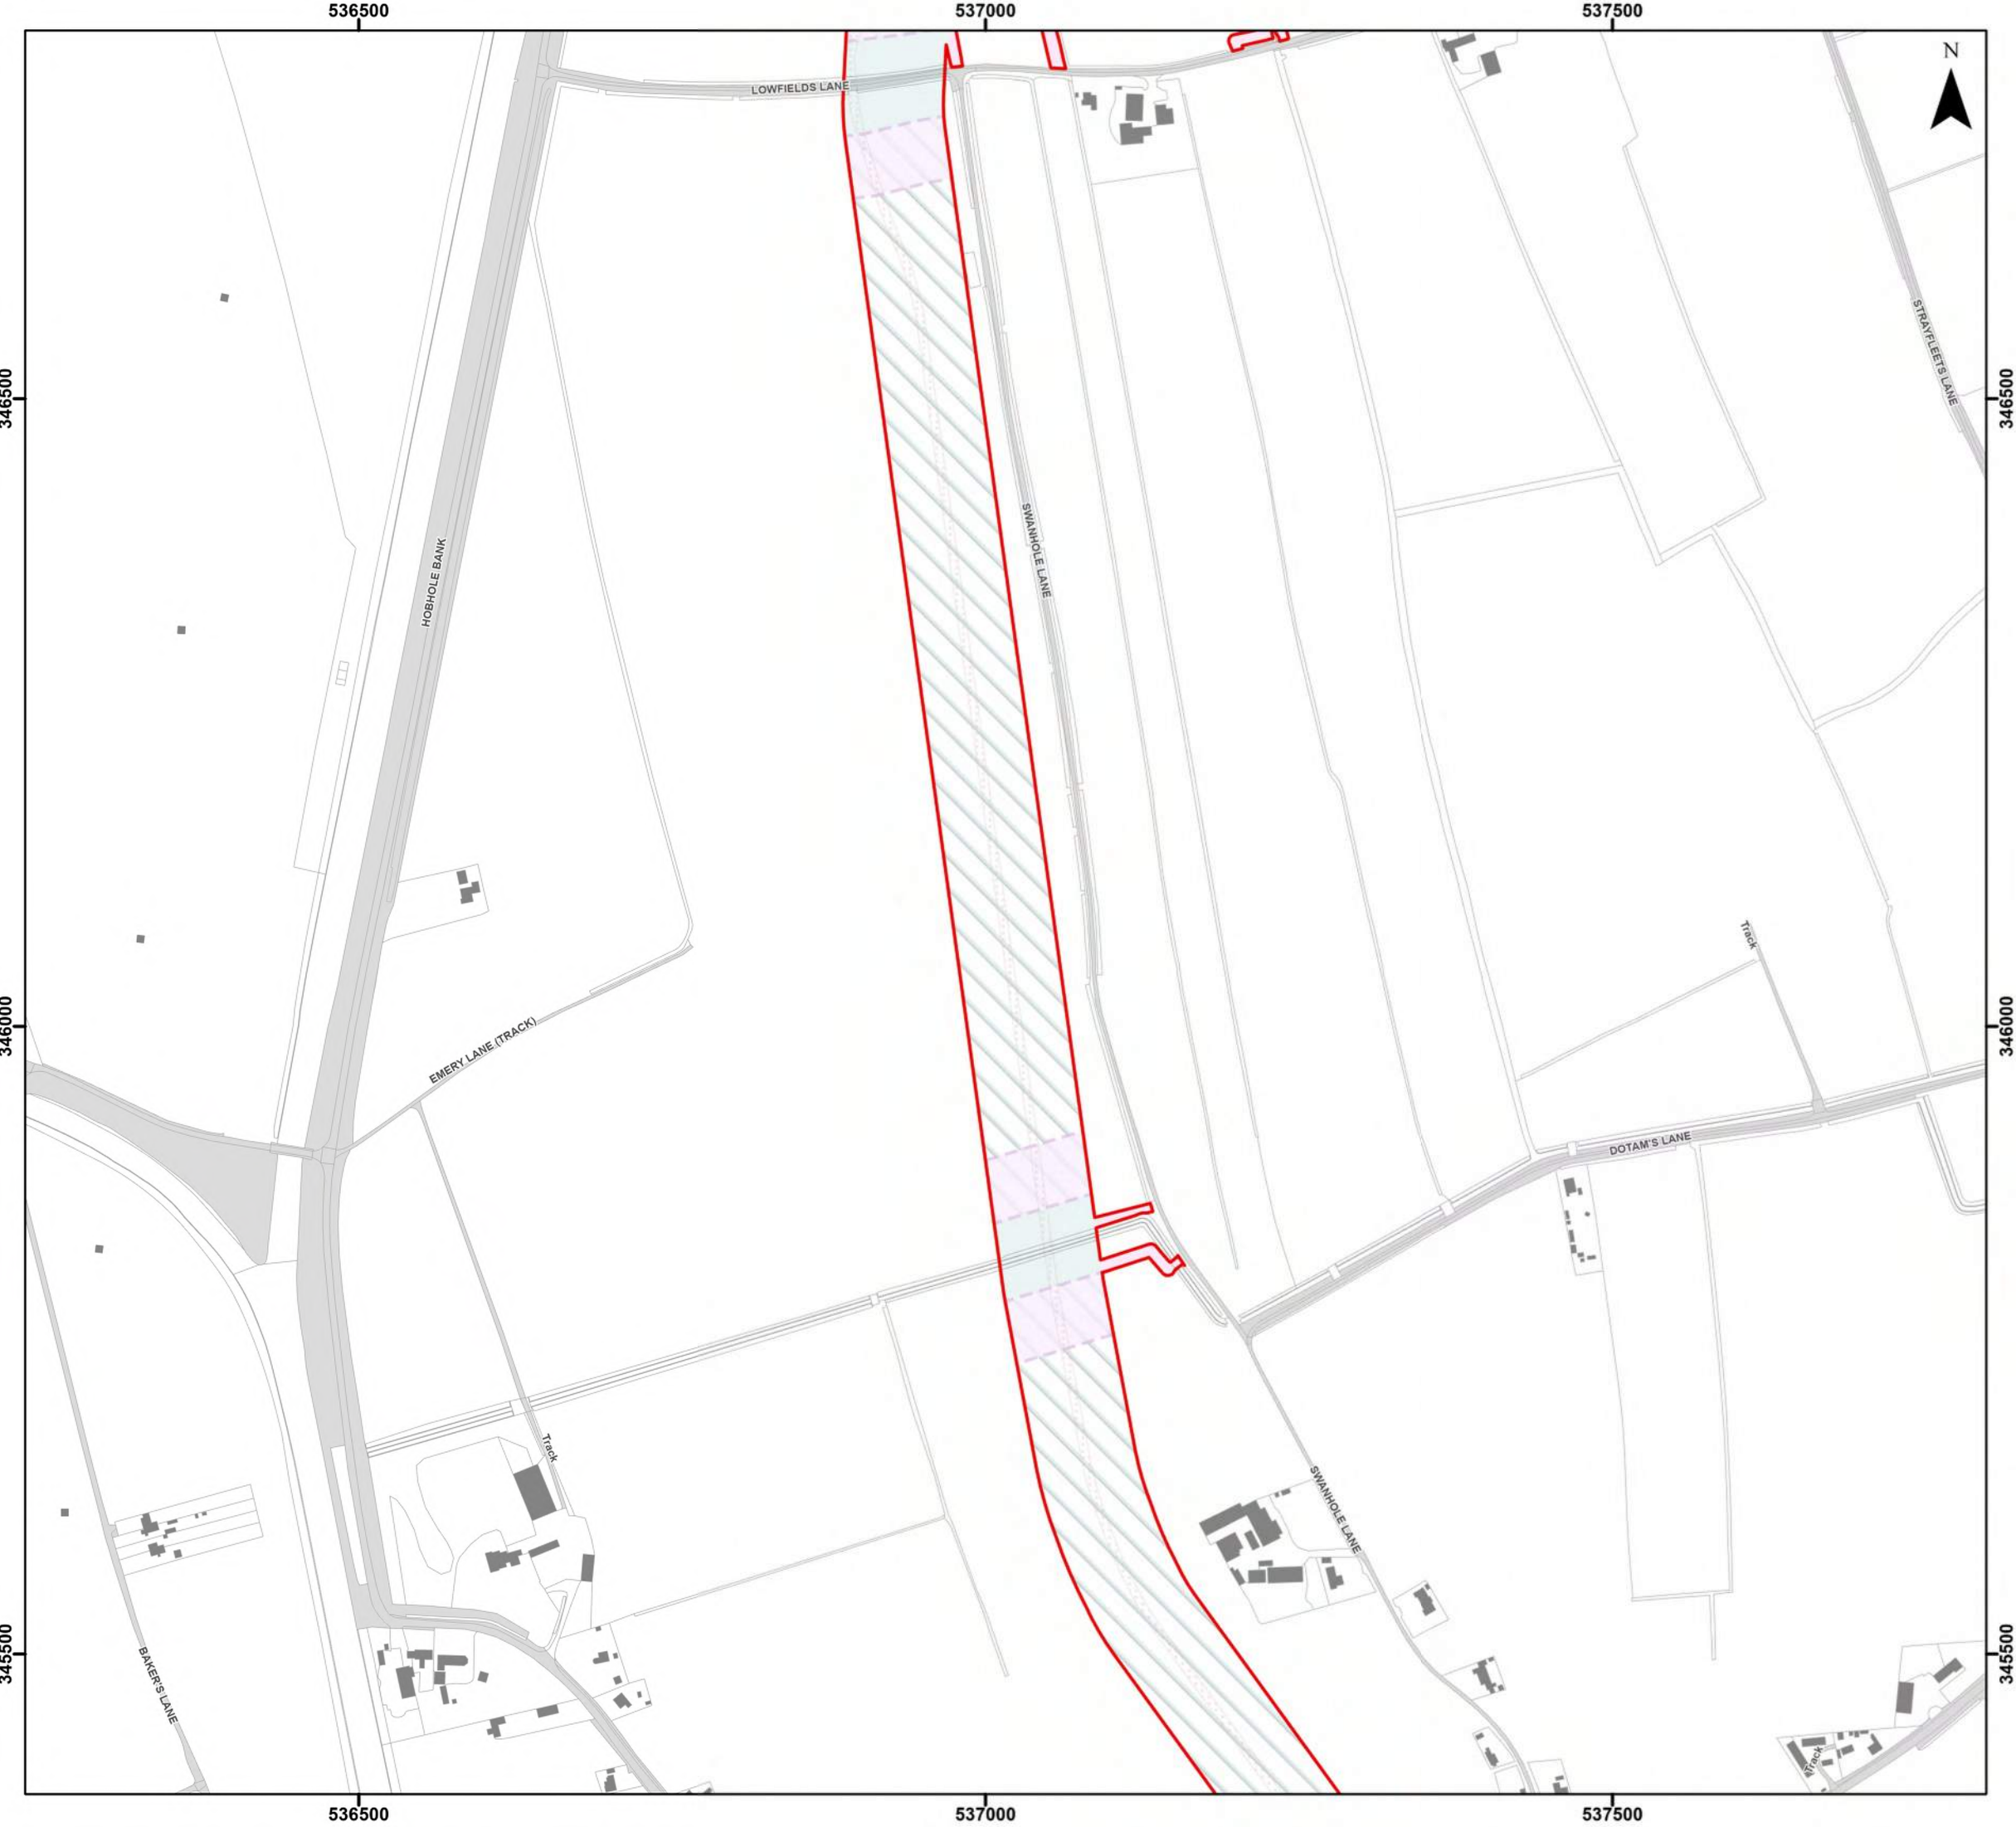 536500
537000
537500
N
LOWFIELDS LANE
STRAYFLEETS LANE
346500
346500
SWANHOLE LANE
HOBHOLE BANK
Track
346000
346000
EMERY LANE (TRACK)
DOTAM'S LANE
Track
SWANHOLE LANE
345500
345500
BAKER'S LANE
Track
536500
537000
537500